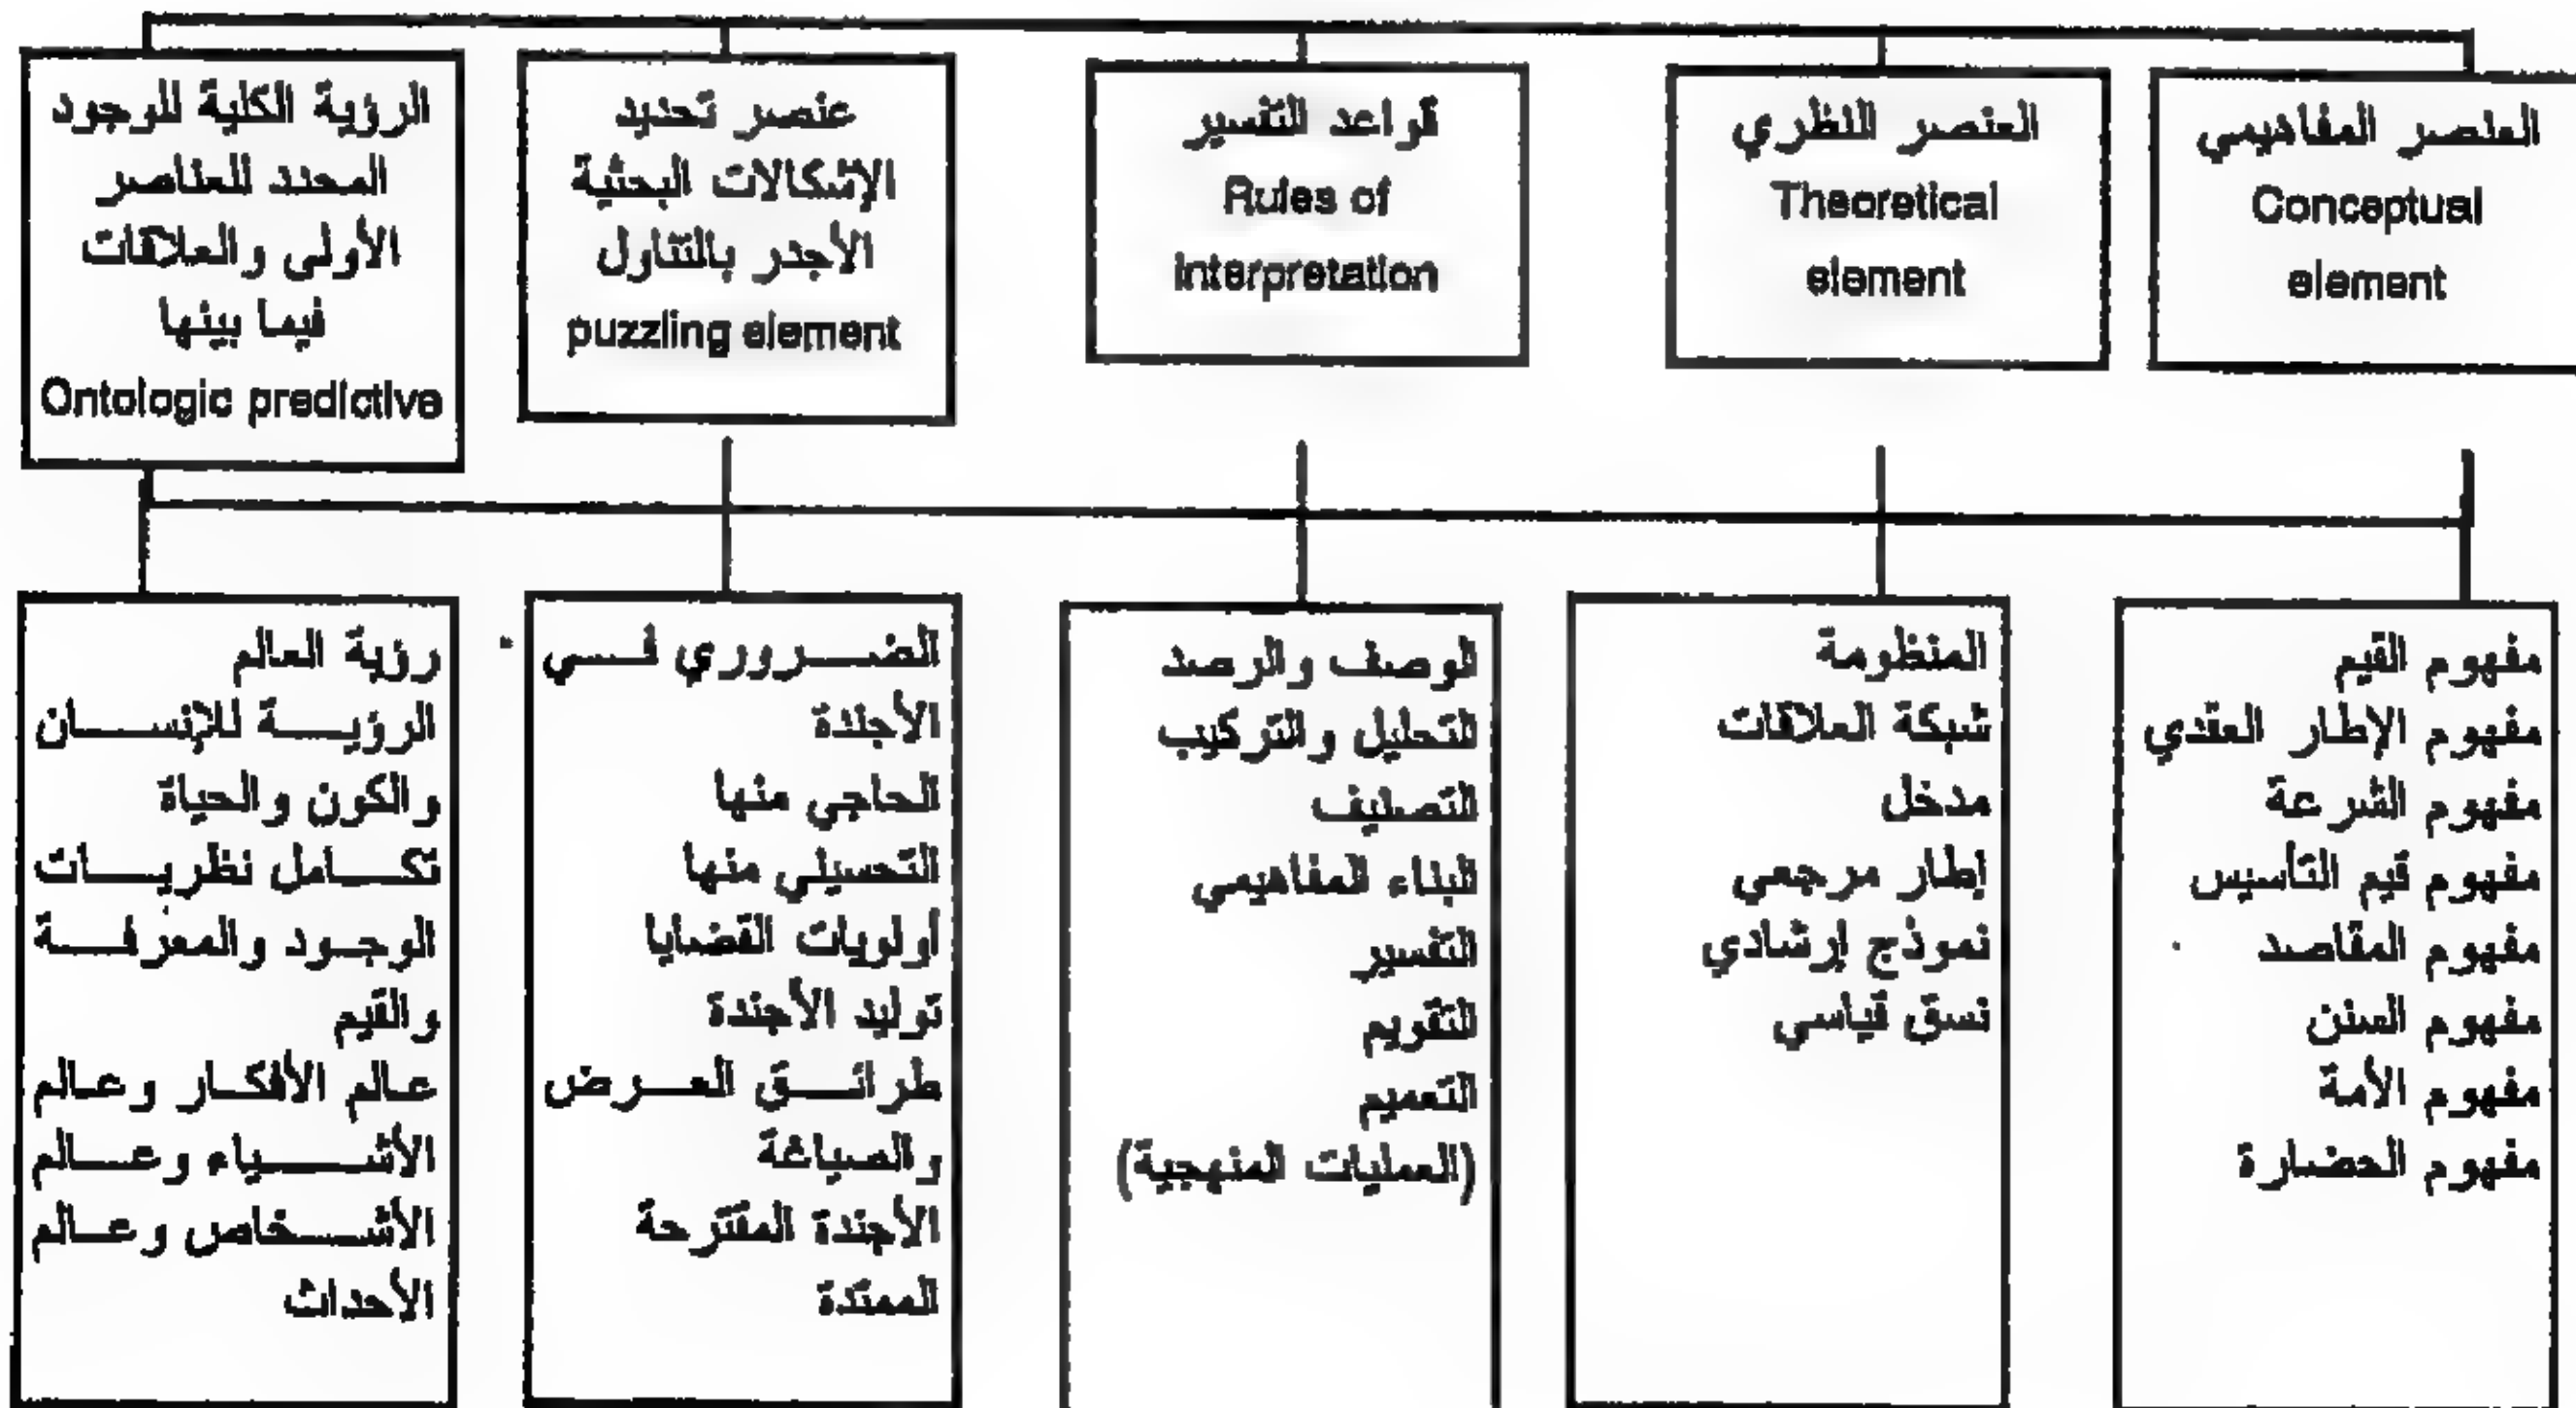 العنصر المفاهيمي
Conceptual
element
العنصر النظري
Theoretical
element
قواعد التفسير
Rules of
Interpretation
عنصر تحديد
الإشكالات البحثية
الأجدر بالتناول
puzzling element
الرؤية الكلية للوجود
المحدد للعناصر
الأولى والعلاقات
فيما بينها
Ontologic predictive
مفهوم القيم
مفهوم الإطار العقدي
مفهوم الشرعة
مفهوم قيم التأسيس
مفهوم المقاصد
مفهوم السنن
مفهوم الأمة
مفهوم الحضارة
المنظومة
شبكة العلاقات
مدخل
إطار مرجعي
نموذج إرشادي
نسق قياسي
الوصف والرصد
التحليل والتركيب
التصنيف
البناء المفاهيمي
التفسير
التقويم
التعميم
(العمليات المنهجية)
الضروري في
الأجندة
الحاجي منها
التحسيني منها
أولويات القضايا
توليد الأجندة
طرائق العرض
والصياغة
الأجندة المقترحة
الممتدة
رؤية العالم
الرؤية للإنسان
والكون والحياة
تكامل نظريات
الوجود والمعرفة
والقيم
عالم الأفكار وعالم
الأشياء وعالم
الأشخاص وعالم
الأحداث